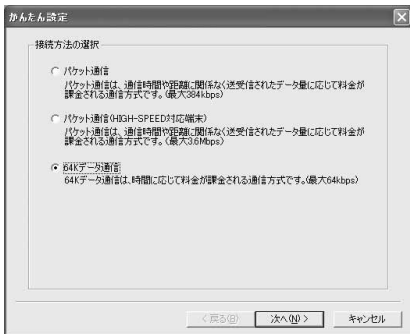 かんたん設定
接続方法の選択
パケット通信
パケット通信は、通信時間や距離に関係なく送受信されたデータ量に応じて料金が
課金される通信方式です。(最大384kbps)
パケット通信(HIGH-SPEED対応端末)
パケット通信は、通信時間や距離に関係なく送受信されたデータ量に応じて料金が
課金される通信方式です。(最大3.6Mbps)
64Kデータ通信
64Kデータ通信は、時間に応じて料金が課金される通信方式です。(最大64kbps)
< 戻る(B) 次へ(N) > キャンセル